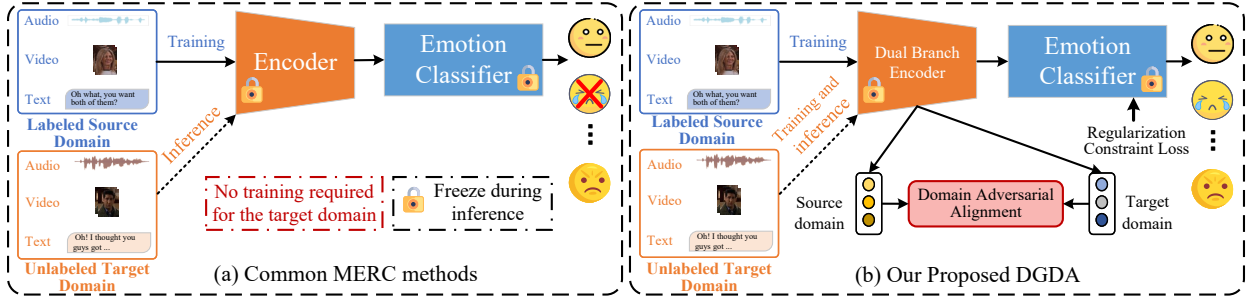 Audio
Video
Text
Oh what, you want
both of them?
Labeled Source
Domain
Audio
Video
Text
Oh! I thought you
guys got ...
Unlabeled Target
Domain
Training
Inference
Encoder
Emotion
Classifier
No training required
for the target domain
Freeze during
inference
(a) Common MERC methods
Audio
Video
Text
Oh what, you want
both of them?
Labeled Source
Domain
Audio
Video
Text
Oh! I thought you
guys got ...
Unlabeled Target
Domain
Training
Training and
inference
Dual Branch
Encoder
Emotion
Classifier
Regularization
Constraint Loss
Source
domain
Domain Adversarial
Alignment
Target
domain
(b) Our Proposed DGDA